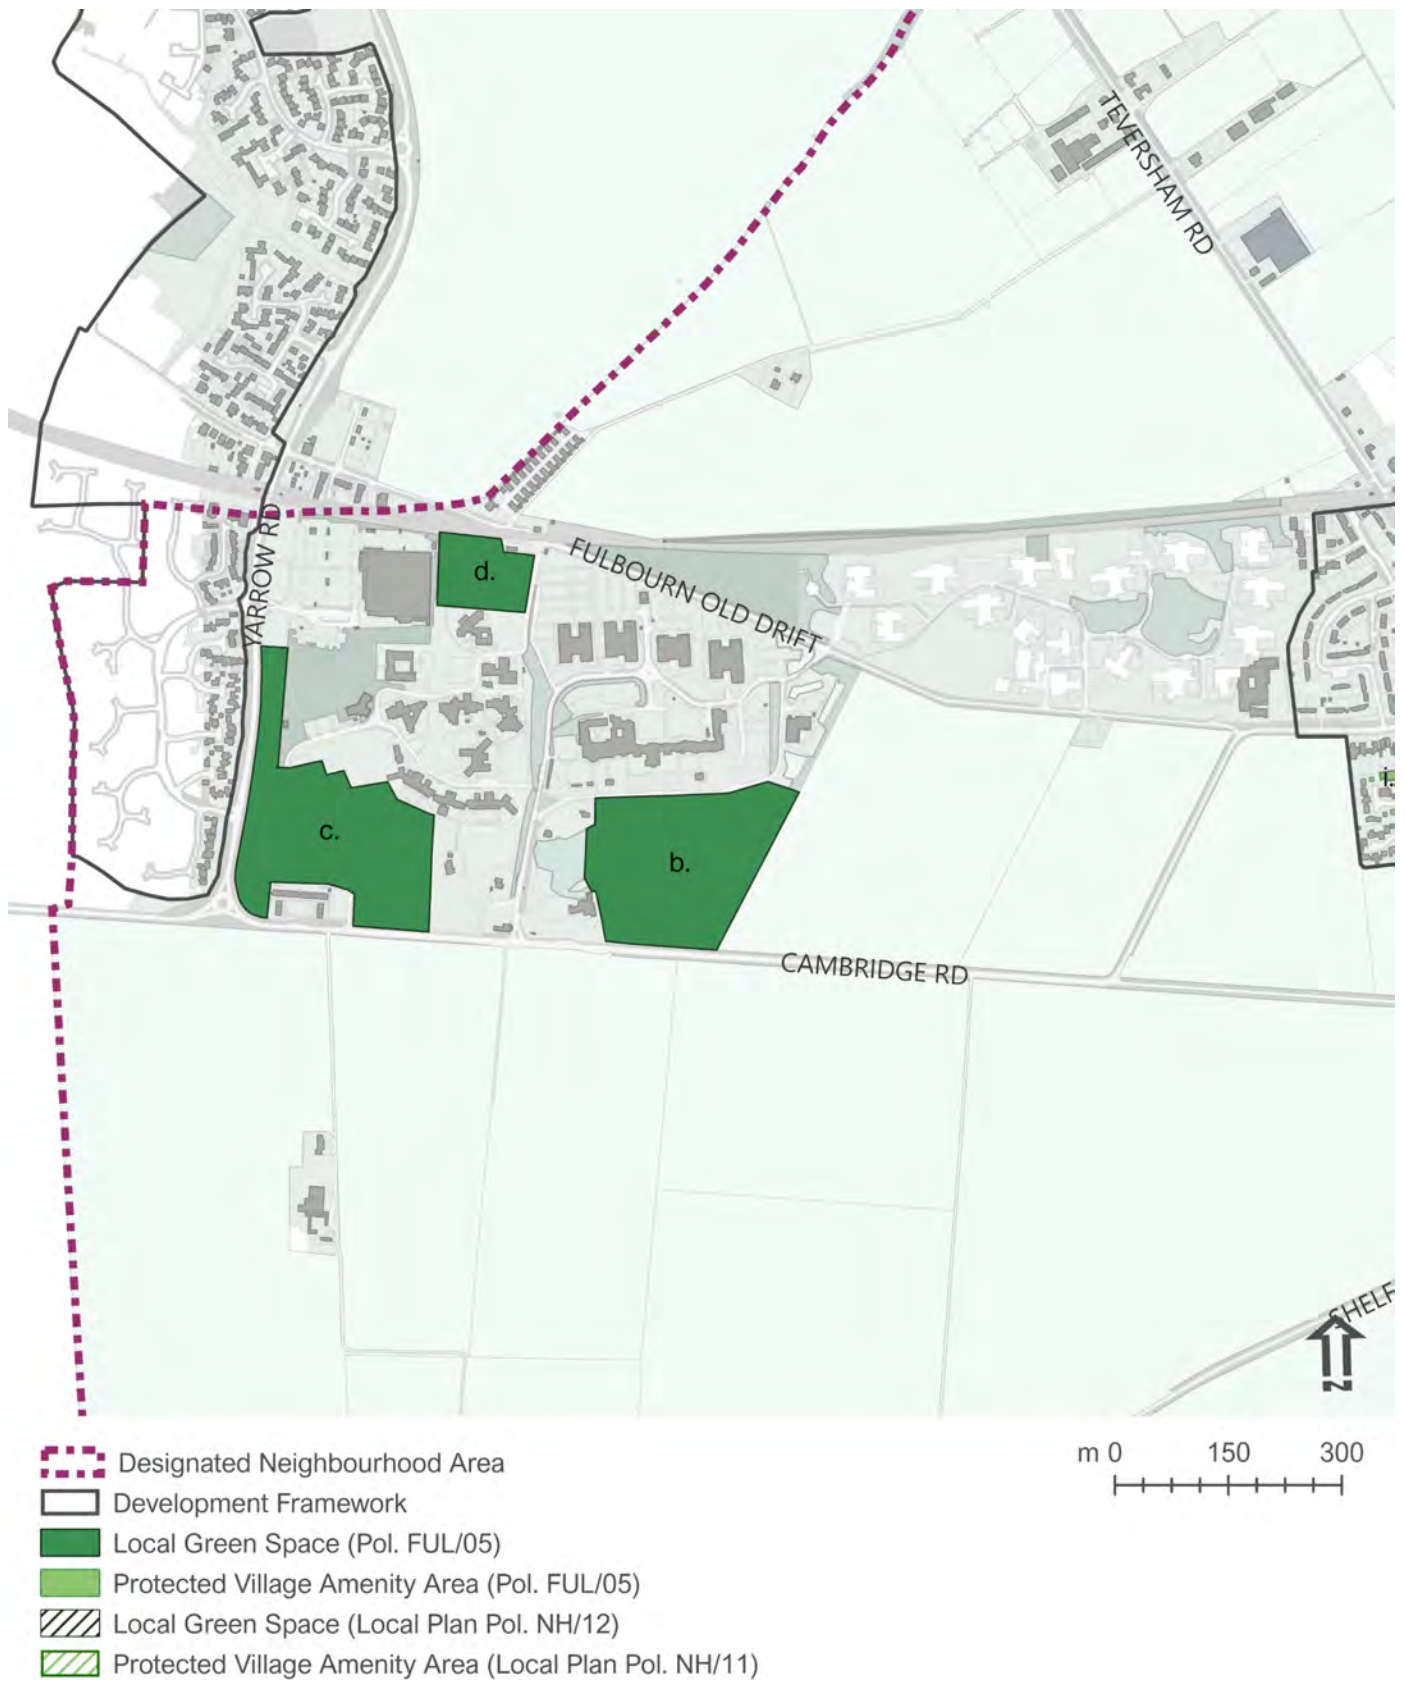 TEVERSHAM RD
YARROW RD
d.
FULBOURN OLD DRIFT
i.
c.
b.
CAMBRIDGE RD
SHELF
N
Designated Neighbourhood Area
m 0 150 300
Development Framework
Local Green Space (Pol. FUL/05)
Protected Village Amenity Area (Pol. FUL/05)
Local Green Space (Local Plan Pol. NH/12)
Protected Village Amenity Area (Local Plan Pol. NH/11)